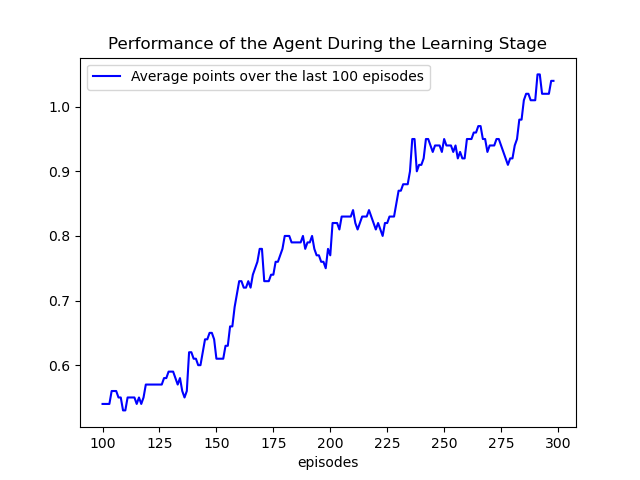 Performance of the Agent During the Learning Stage
Average points over the last 100 episodes
1.0
0.9
0.8
0.7
0.6
100 125 150 175 200 225 250 275 300
episodes